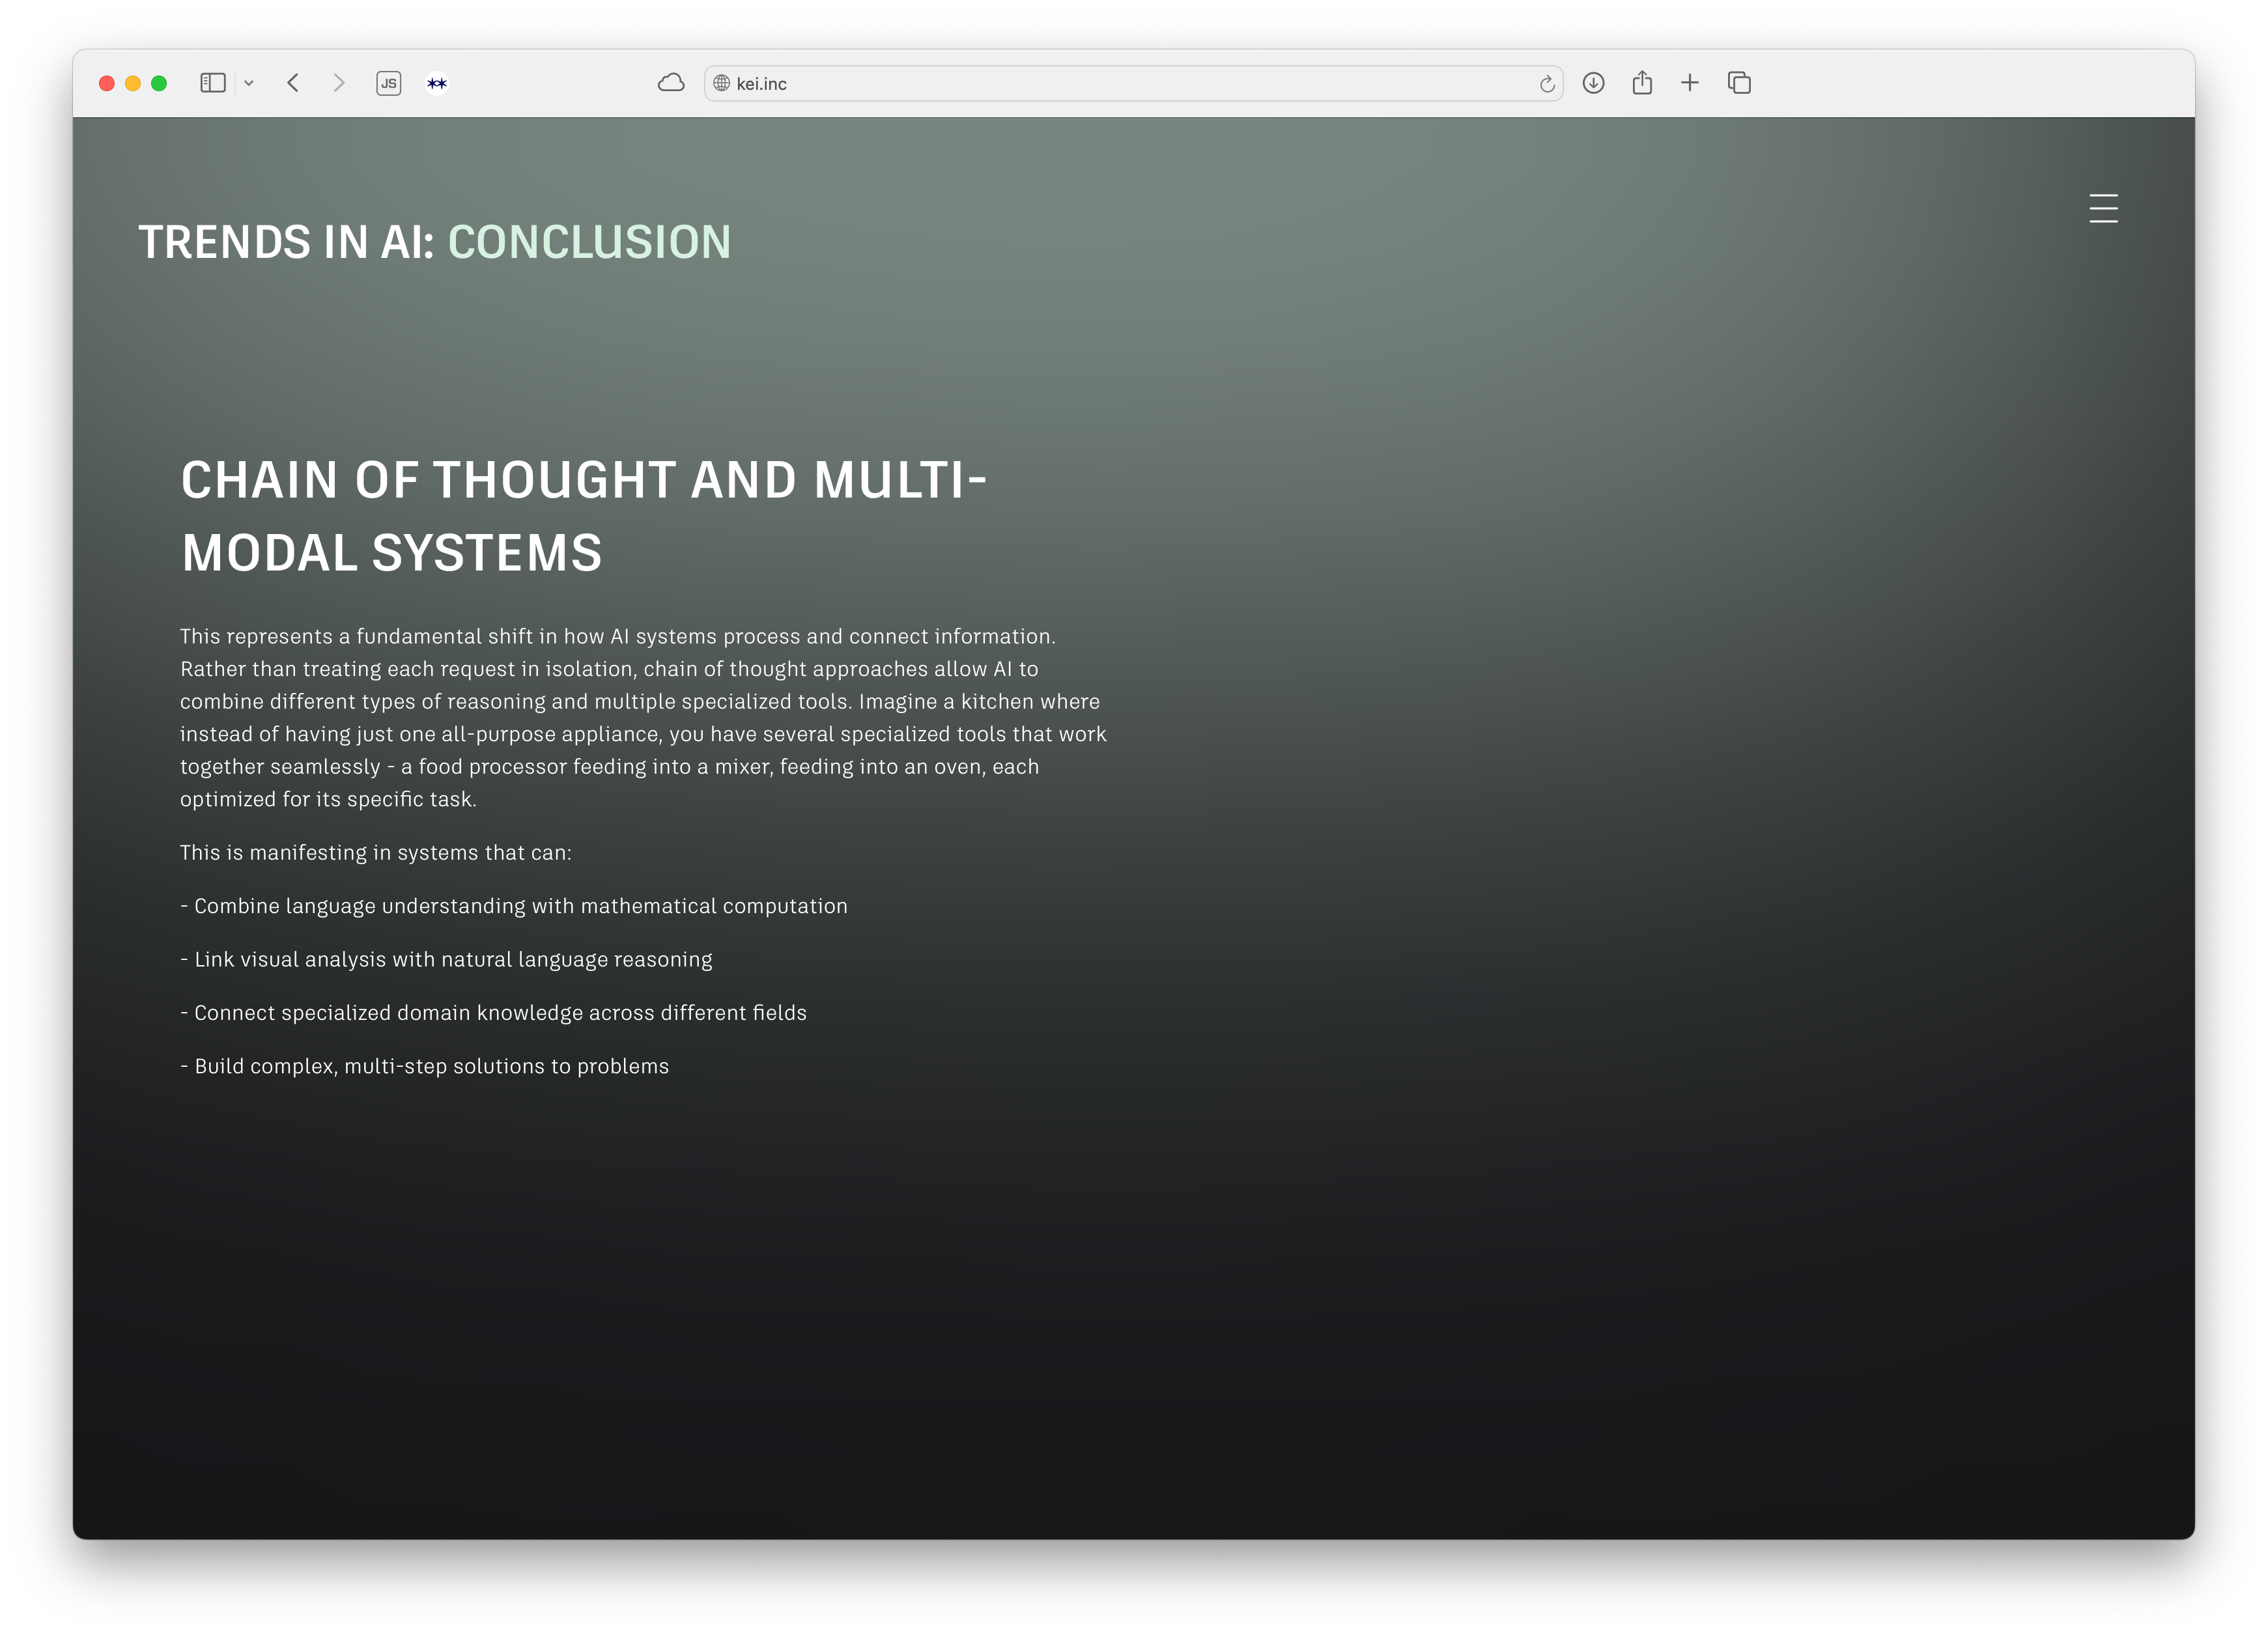 JS
kei.inc
TRENDS IN AI: CONCLUSION
CHAIN OF THOUGHT AND MULTI-
MODAL SYSTEMS
This represents a fundamental shift in how AI systems process and connect information.
Rather than treating each request in isolation, chain of thought approaches allow AI to
combine different types of reasoning and multiple specialized tools. Imagine a kitchen where
instead of having just one all-purpose appliance, you have several specialized tools that work
together seamlessly - a food processor feeding into a mixer, feeding into an oven, each
optimized for its specific task.
This is manifesting in systems that can:
- Combine language understanding with mathematical computation
- Link visual analysis with natural language reasoning
- Connect specialized domain knowledge across different fields
- Build complex, multi-step solutions to problems